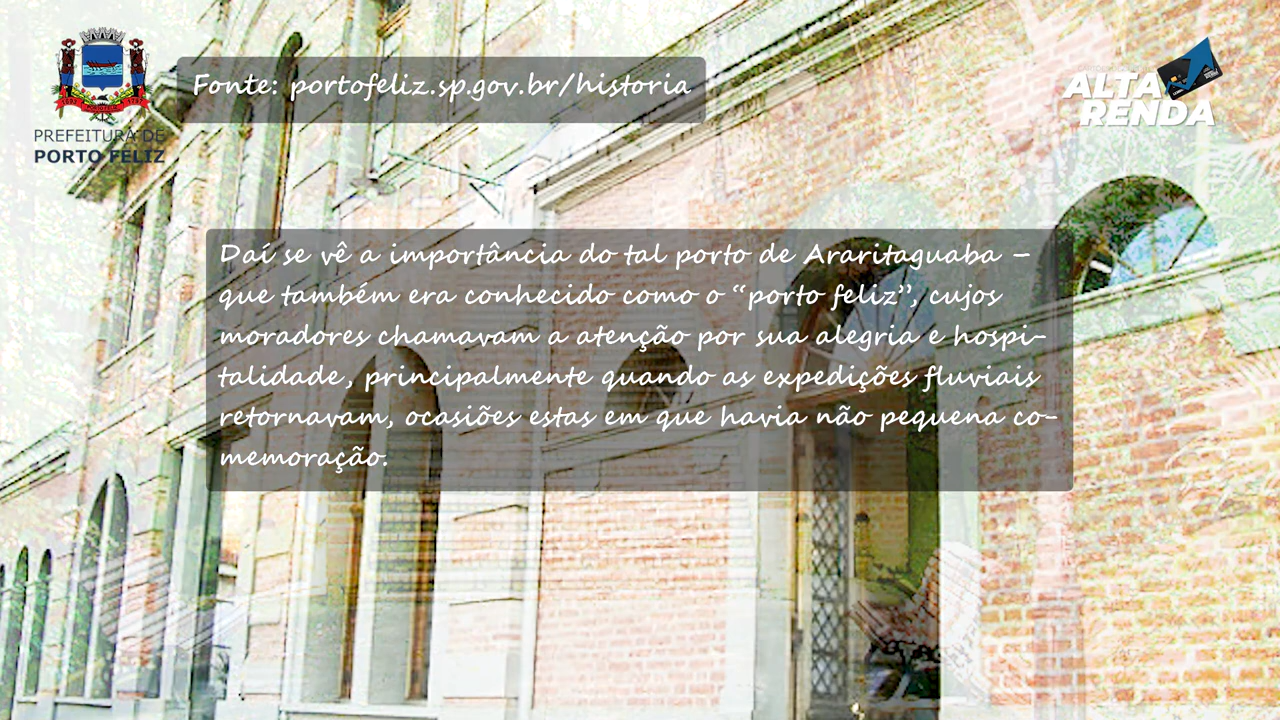 Fonte: portofeliz.sp.gov.br/historia
ALTA
RENDA
PREFEITURA DE
PORTO FELIZ
Daí se vê a importância do tal porto de Araritaguaba –
que também era conhecido como o “porto feliz”, cujos
moradores chamavam a atenção por sua alegria e hospi-
talidade, principalmente quando as expedições fluviais
retornavam, ocasiões estas em que havia não pequena co-
memoração.